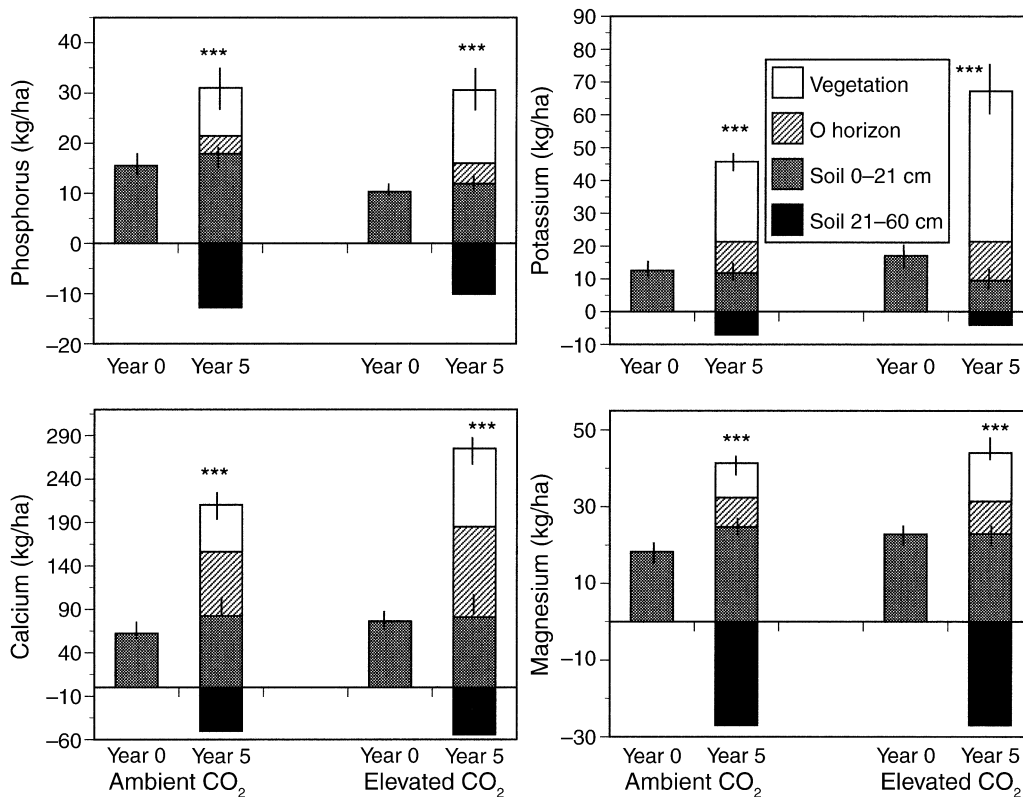 Phosphorus (kg/ha)
40
30
20
10
0
−10
−20
***
***
Year 0
Year 5
Year 0
Year 5
Potassium (kg/ha)
90
80
70
60
50
40
30
20
10
0
−10
***
***
Vegetation
O horizon
Soil 0–21 cm
Soil 21–60 cm
Year 0
Year 5
Year 0
Year 5
Calcium (kg/ha)
290
240
190
140
90
40
−10
−60
***
***
Year 0
Year 5
Year 0
Year 5
Ambient CO₂
Elevated CO₂
Magnesium (kg/ha)
50
30
10
−10
−30
***
***
Year 0
Year 5
Year 0
Year 5
Ambient CO₂
Elevated CO₂